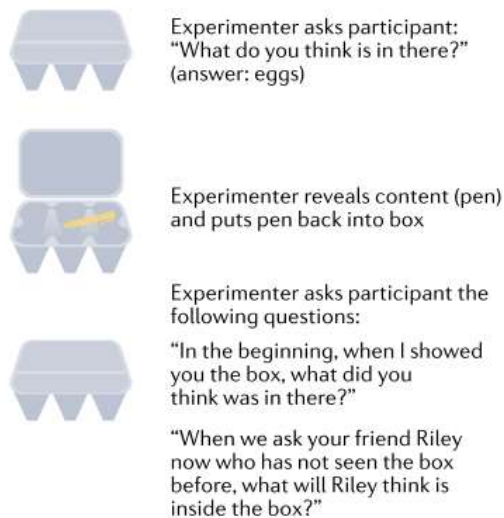 Experimenter asks participant:
“What do you think is in there?”
(answer: eggs)
Experimenter reveals content (pen)
and puts pen back into box
Experimenter asks participant the
following questions:
“In the beginning, when I showed
you the box, what did you
think was in there?”
“When we ask your friend Riley
now who has not seen the box
before, what will Riley think is
inside the box?”